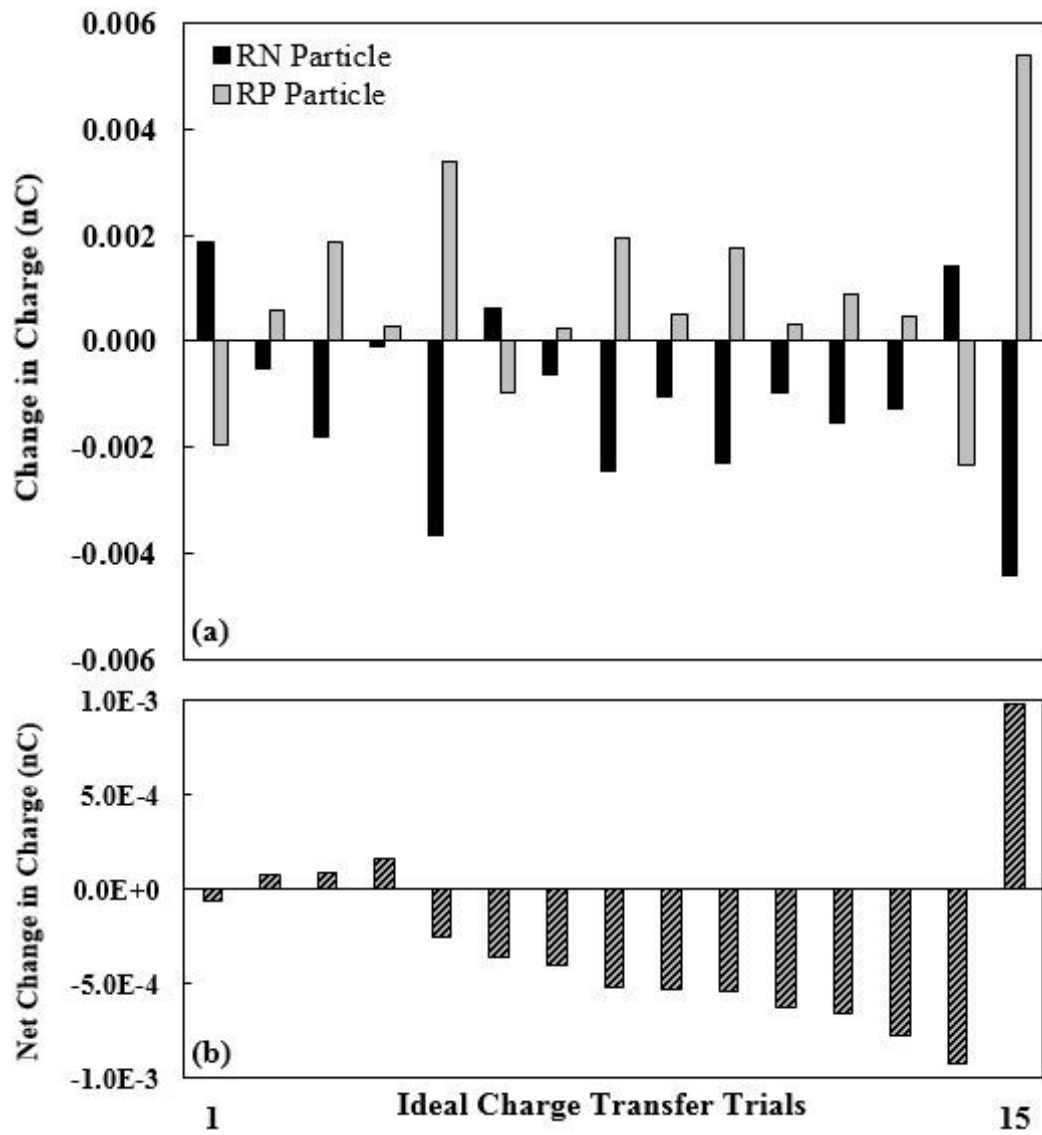 0.006
RN Particle
RP Particle
0.004
0.002
0.000
-0.002
-0.004
-0.006
Change in Charge (nC)
(a)
1.0E-3
5.0E-4
0.0E+0
-5.0E-4
-1.0E-3
Net Change in Charge (nC)
(b)
1 Ideal Charge Transfer Trials 15